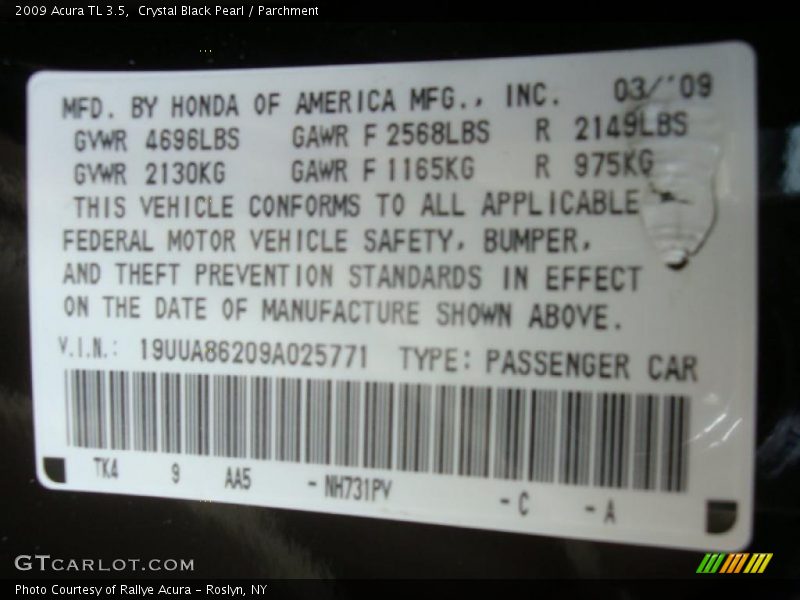 2009 Acura TL 3.5,  Crystal Black Pearl / Parchment
MFD. BY HONDA OF AMERICA MFG., INC. 03/'09
GVWR 4696LBS GAWR F 2568LBS R 2149LBS
GVWR 2130KG GAWR F 1165KG R 975KG
THIS VEHICLE CONFORMS TO ALL APPLICABLE
FEDERAL MOTOR VEHICLE SAFETY, BUMPER,
AND THEFT PREVENTION STANDARDS IN EFFECT
ON THE DATE OF MANUFACTURE SHOWN ABOVE.
V.I.N.: 19UUA86209A025771 TYPE: PASSENGER CAR
TK4 9 AA5 -NH731PV -C -A
GTCARLOT.COM
Photo Courtesy of Rallye Acura - Roslyn, NY